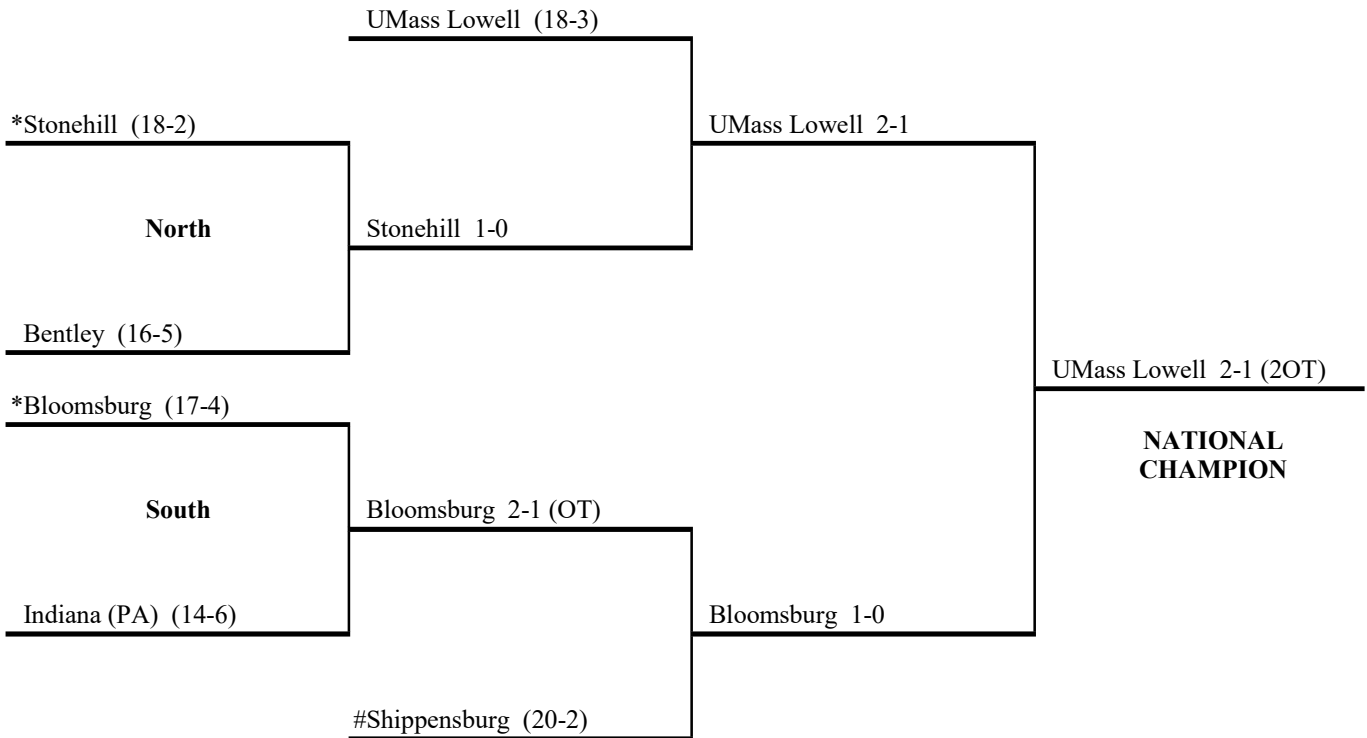 UMass Lowell (18-3)
*Stonehill (18-2)
UMass Lowell 2-1
North
Stonehill 1-0
Bentley (16-5)
UMass Lowell 2-1 (2OT)
*Bloomsburg (17-4)
NATIONAL
CHAMPION
South
Bloomsburg 2-1 (OT)
Indiana (PA) (14-6)
Bloomsburg 1-0
#Shippensburg (20-2)